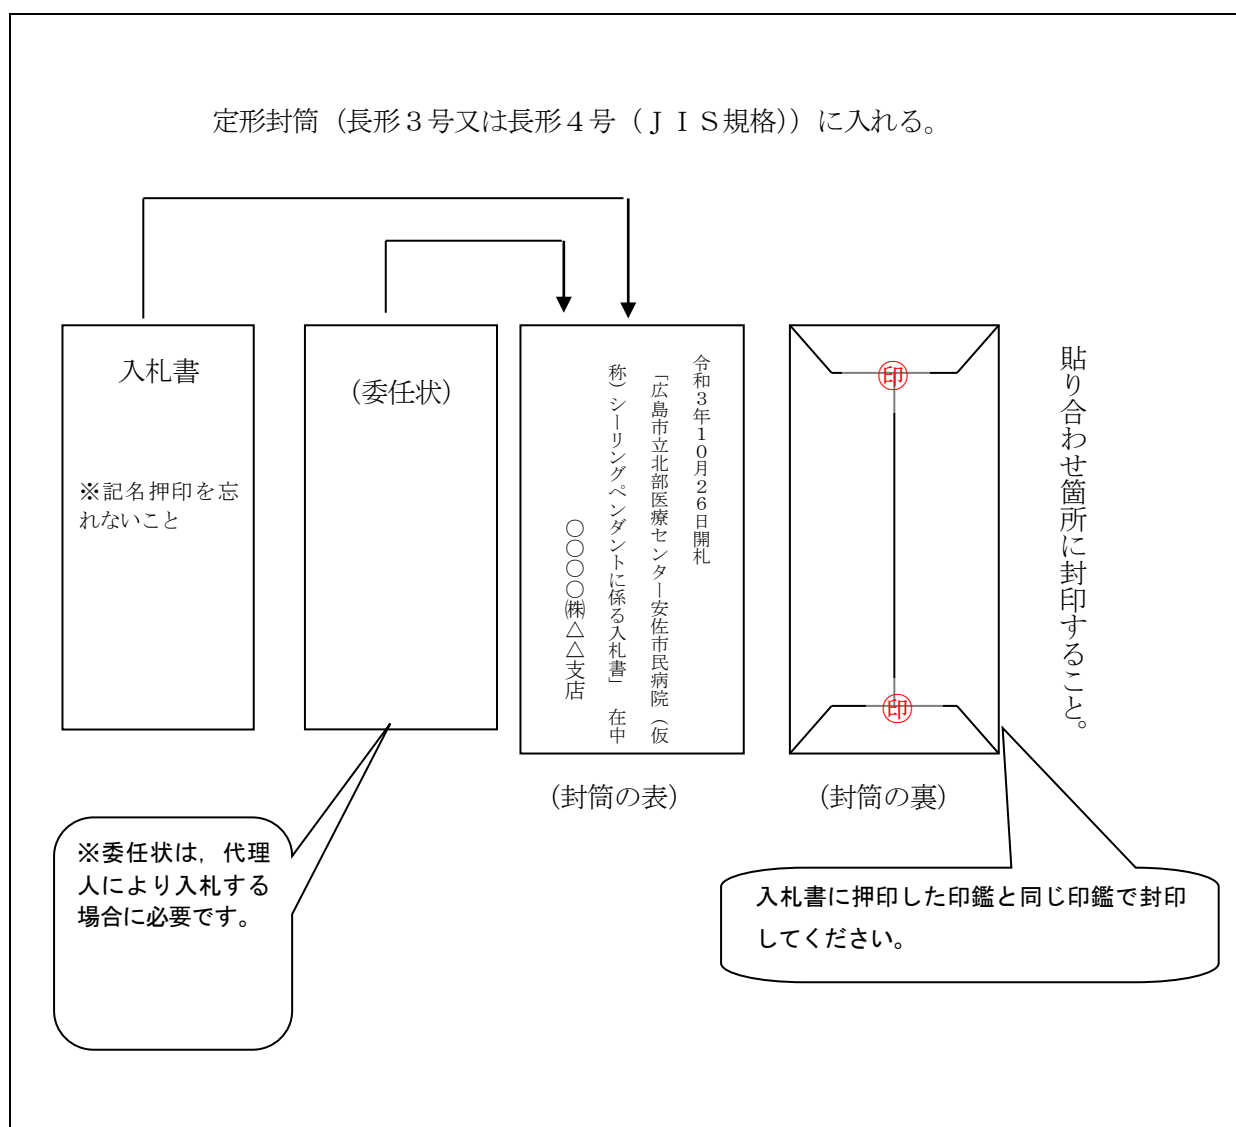 定形封筒（長形３号又は長形４号（ＪＩＳ規格））に入れる。
入札書
※記名押印を忘
れないこと
（委任状）
令和３年１０月２６日開札
「広島市立北部医療センター安佐市民病院（仮
称）シーリングペンダントに係る入札書」　在中
○○○○㈱△△支店
印
印
貼り合わせ箇所に封印すること。
（封筒の表）
（封筒の裏）
※委任状は，代理
人により入札する
場合に必要です。
入札書に押印した印鑑と同じ印鑑で封印
してください。